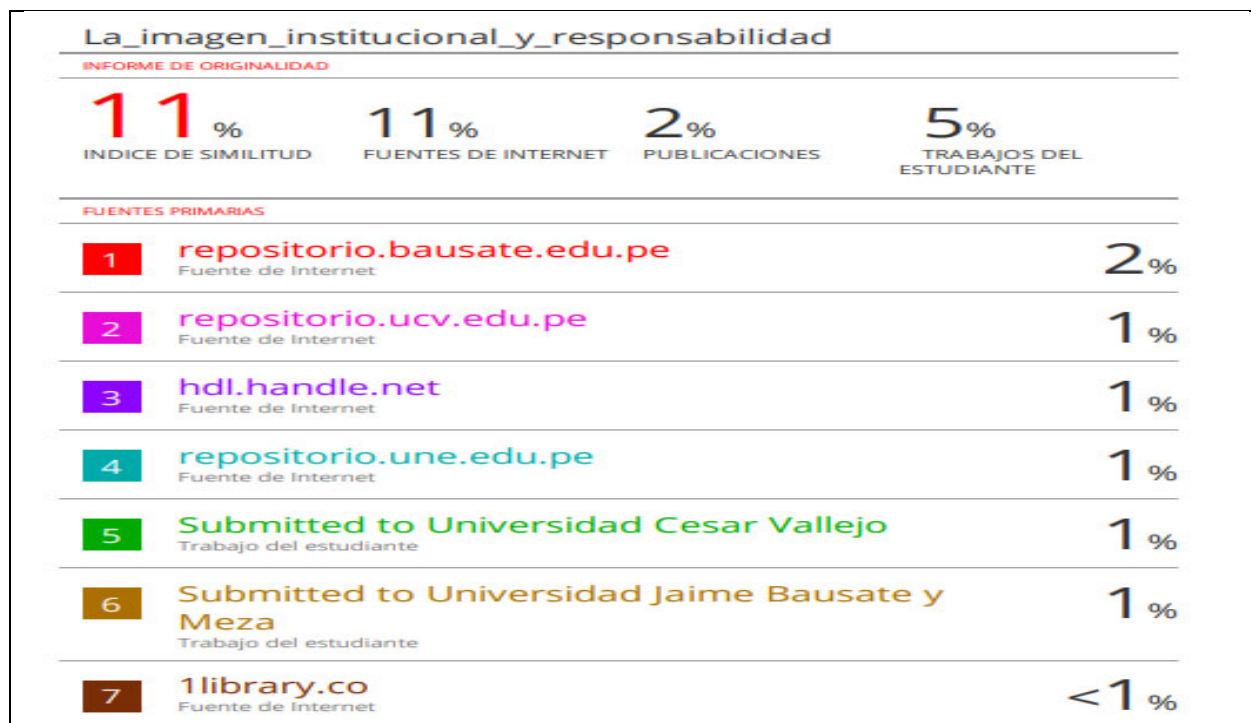 La_imagen_institucional_y_responsabilidad
INFORME DE ORIGINALIDAD
11% 11% 2% 5%
INDICE DE SIMILITUD FUENTES DE INTERNET PUBLICACIONES TRABAJOS DEL
ESTUDIANTE
FUENTES PRIMARIAS
1 repositorio.bausate.edu.pe 2%
Fuente de Internet
2 repositorio.ucv.edu.pe 1%
Fuente de Internet
3 hdl.handle.net 1%
Fuente de Internet
4 repositorio.une.edu.pe 1%
Fuente de Internet
5 Submitted to Universidad Cesar Vallejo 1%
Trabajo del estudiante
6 Submitted to Universidad Jaime Bausate y 1%
Meza
Trabajo del estudiante
7 1library.co <1%
Fuente de Internet